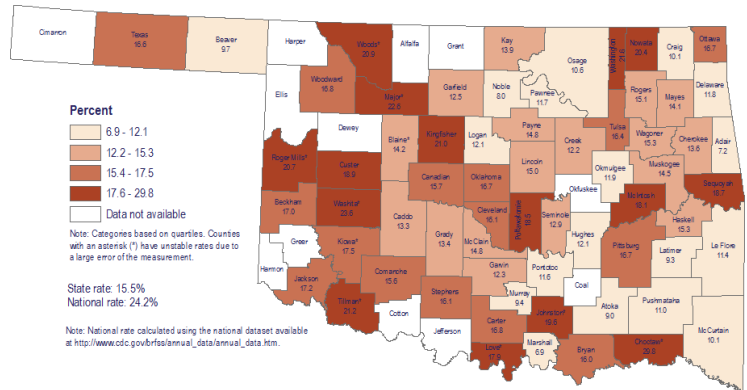 Cimarron
Texas
16.6
Beaver
9.7
Harper
Woods*
20.9
Alfalfa
Grant
Kay
13.9
Osage
10.6
Washington
21.6
Nowata
20.4
Craig
10.1
Ottawa
16.7
Ellis
Woodward
16.8
Major*
22.6
Garfield
12.5
Noble
8.0
Pawnee
11.7
Rogers
15.1
Mayes
14.1
Delaware
11.8
Percent
6.9 - 12.1
12.2 - 15.3
15.4 - 17.5
17.6 - 29.8
Data not available
Note: Categories based on quartiles. Counties
with an asterisk (*) have unstable rates due to
a large error of the measurement.
State rate: 15.5%
National rate: 24.2%
Note: National rate calculated using the national dataset available
at http://www.cdc.gov/brfss/annual_data/annual_data.htm.
Dewey
Blaine*
14.2
Kingfisher
21.0
Logan
12.1
Payne
14.8
Creek
12.2
Tulsa
16.4
Wagoner
15.3
Cherokee
13.6
Adair
7.2
Roger Mills*
20.7
Custer
18.8
Canadian
15.7
Oklahoma
16.7
Lincoln
15.0
Okmulgee
11.9
Muskogee
14.5
Okfuskee
McIntosh
18.1
Sequoyah
18.7
Beckham
17.0
Washita*
23.6
Caddo
13.3
Grady
13.4
Cleveland
16.1
McClain
14.8
Pottawatomie
18.5
Seminole
12.9
Hughes
12.1
Haskell
15.3
Pittsburg
16.7
Latimer
9.3
Le Flore
11.4
Greer
Kiowa*
17.5
Harmon
Jackson
17.2
Comanche
15.6
Tillman*
21.2
Cotton
Stephens
16.1
Jefferson
Garvin
12.3
Pontotoc
11.6
Murray
9.4
Coal
Johnston*
19.8
Atoka
9.0
Pushmataha
11.0
McCurtain
10.1
Carter
16.8
Love*
17.9
Marshall
6.9
Bryan
16.0
Choctaw*
29.8